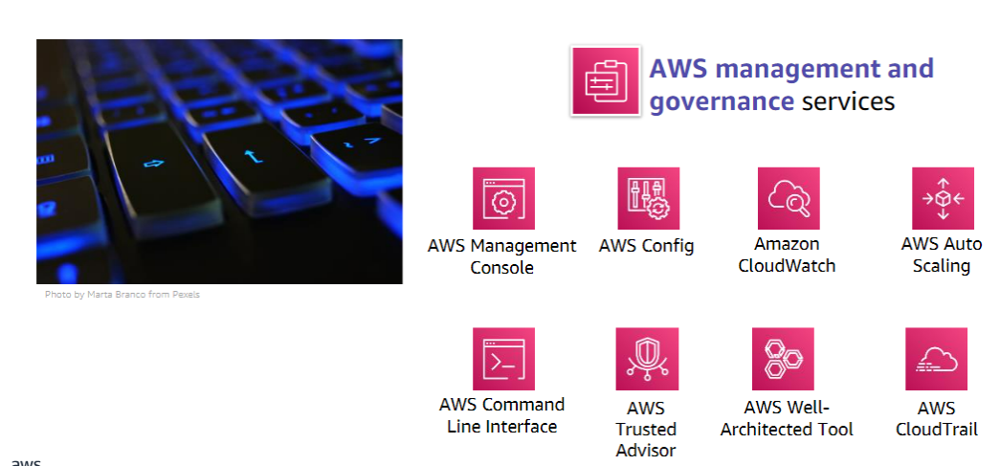 AWS management and
governance services
Photo by Marta Branco from Pexels
AWS Management
Console
AWS Config
Amazon
CloudWatch
AWS Auto
Scaling
AWS Command
Line Interface
AWS
Trusted
Advisor
AWS Well-
Architected Tool
AWS
CloudTrail
aws